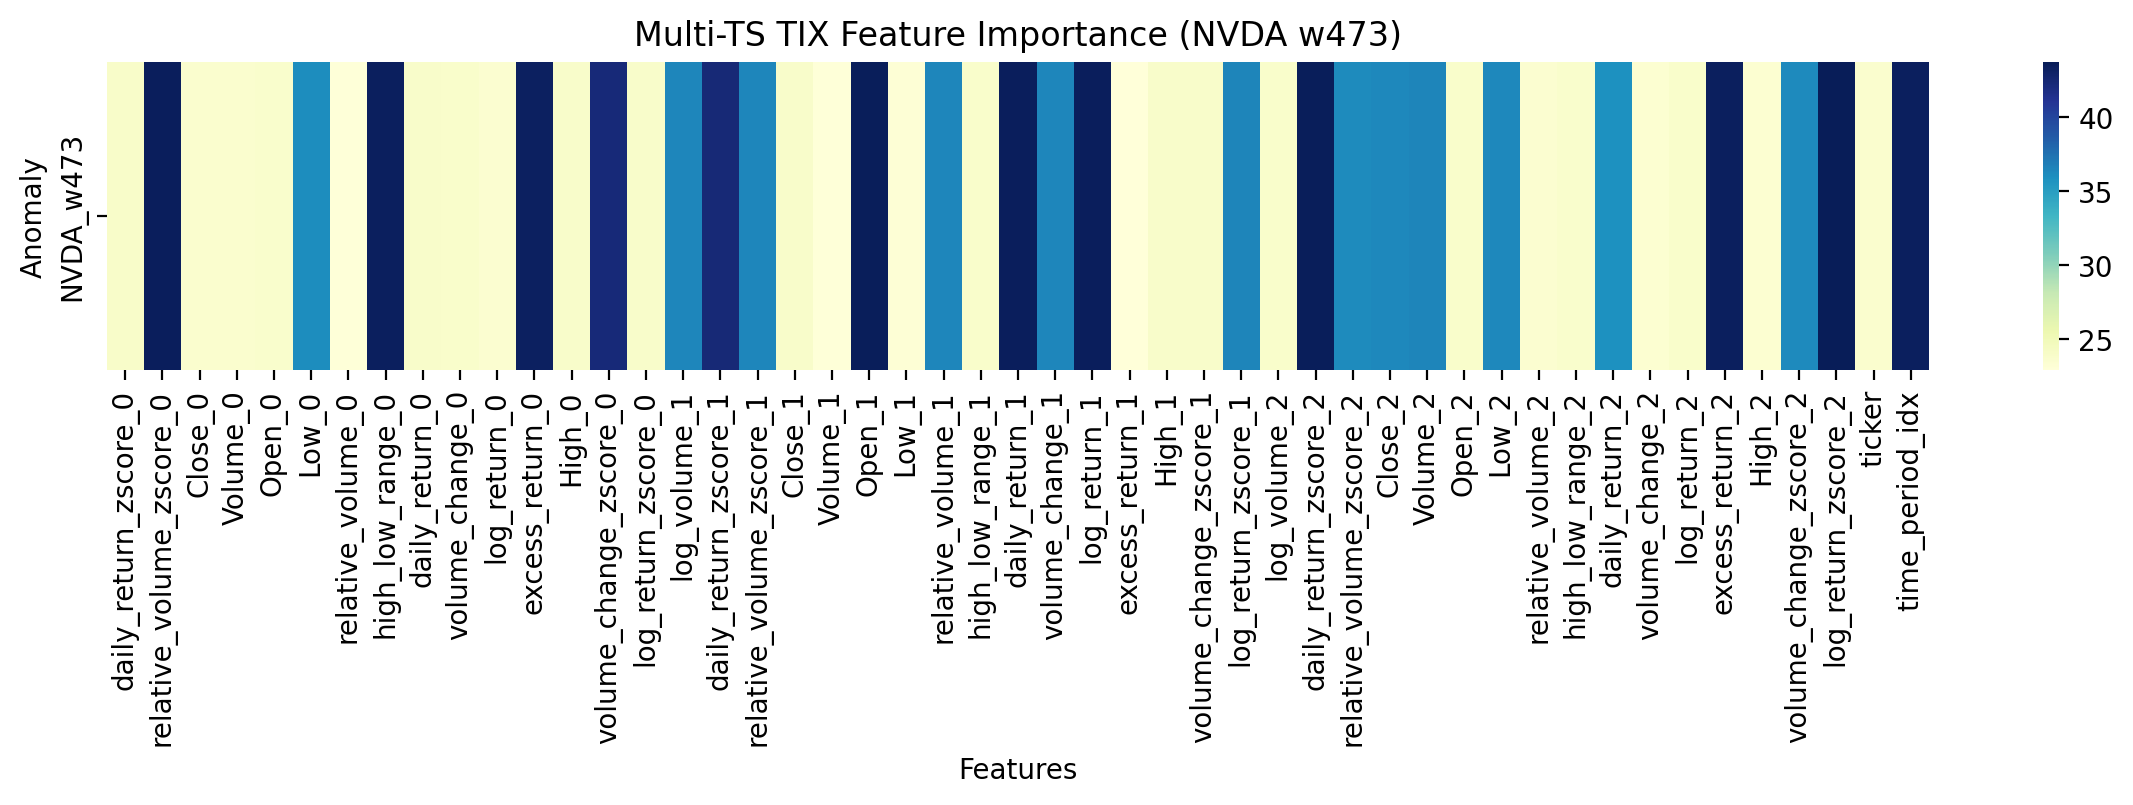 Multi-TS TIX Feature Importance (NVDA w473)
Anomaly
NVDA_w473
40
35
30
25
daily_return_zscore_0
relative_volume_zscore_0
Close_0
Volume_0
Open_0
Low_0
relative_volume_0
high_low_range_0
daily_return_0
volume_change_0
log_return_0
excess_return_0
High_0
volume_change_zscore_0
log_return_zscore_0
log_volume_1
daily_return_zscore_1
relative_volume_zscore_1
Close_1
Volume_1
Open_1
Low_1
relative_volume_1
high_low_range_1
daily_return_1
volume_change_1
log_return_1
excess_return_1
High_1
volume_change_zscore_1
log_return_zscore_1
log_volume_2
daily_return_zscore_2
relative_volume_zscore_2
Close_2
Volume_2
Open_2
Low_2
relative_volume_2
high_low_range_2
daily_return_2
volume_change_2
log_return_2
excess_return_2
High_2
volume_change_zscore_2
log_return_zscore_2
ticker
time_period_idx
Features